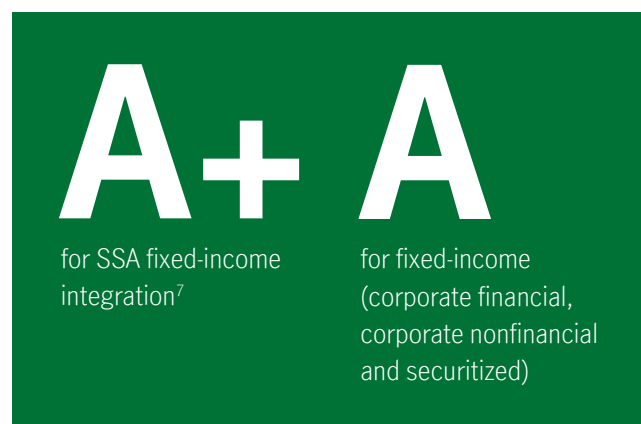 A+
for SSA fixed-income
integration7
A
for fixed-income
(corporate financial,
corporate nonfinancial
and securitized)